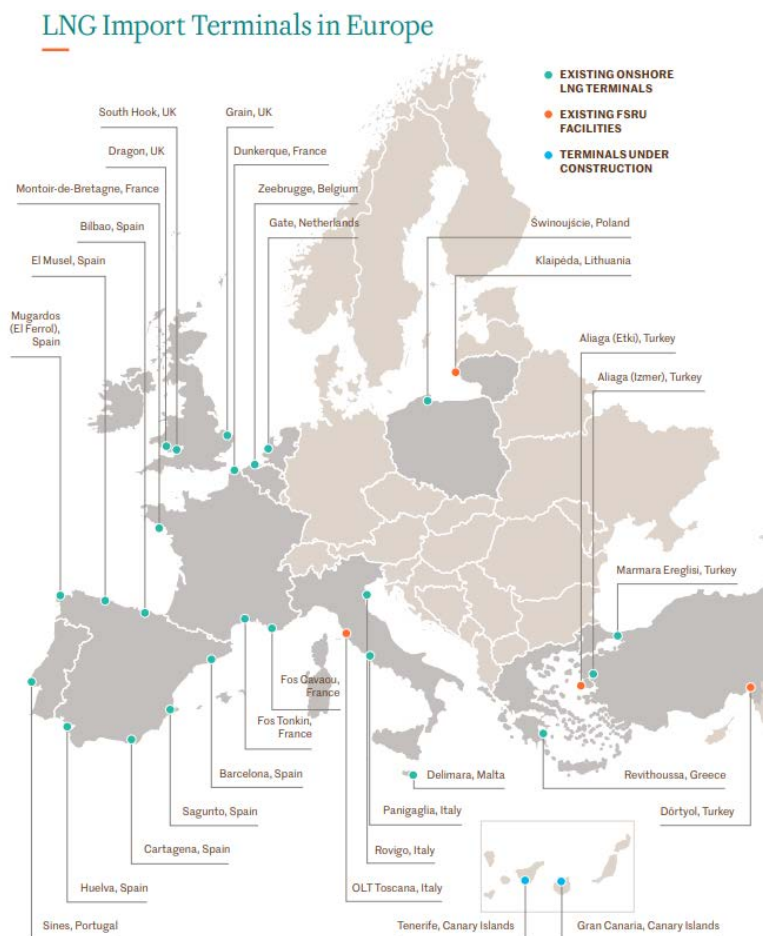 LNG Import Terminals in Europe
EXISTING ONSHORE
LNG TERMINALS
EXISTING FSRU
FACILITIES
TERMINALS UNDER
CONSTRUCTION
South Hook, UK
Grain, UK
Dragon, UK
Dunkerque, France
Montoir-de-Bretagne, France
Zeebrugge, Belgium
Bilbao, Spain
Gate, Netherlands
Świnoujście, Poland
El Musel, Spain
Klaipėda, Lithuania
Mugardos
(El Ferrol),
Spain
Aliaga (Etki), Turkey
Aliaga (Izmer), Turkey
Marmara Ereglisi, Turkey
Fos Cavaou,
France
Fos Tonkin,
France
Barcelona, Spain
Delimara, Malta
Revithoussa, Greece
Sagunto, Spain
Panigaglia, Italy
Dörtyol, Turkey
Cartagena, Spain
Rovigo, Italy
Huelva, Spain
OLT Toscana, Italy
Sines, Portugal
Tenerife, Canary Islands
Gran Canaria, Canary Islands